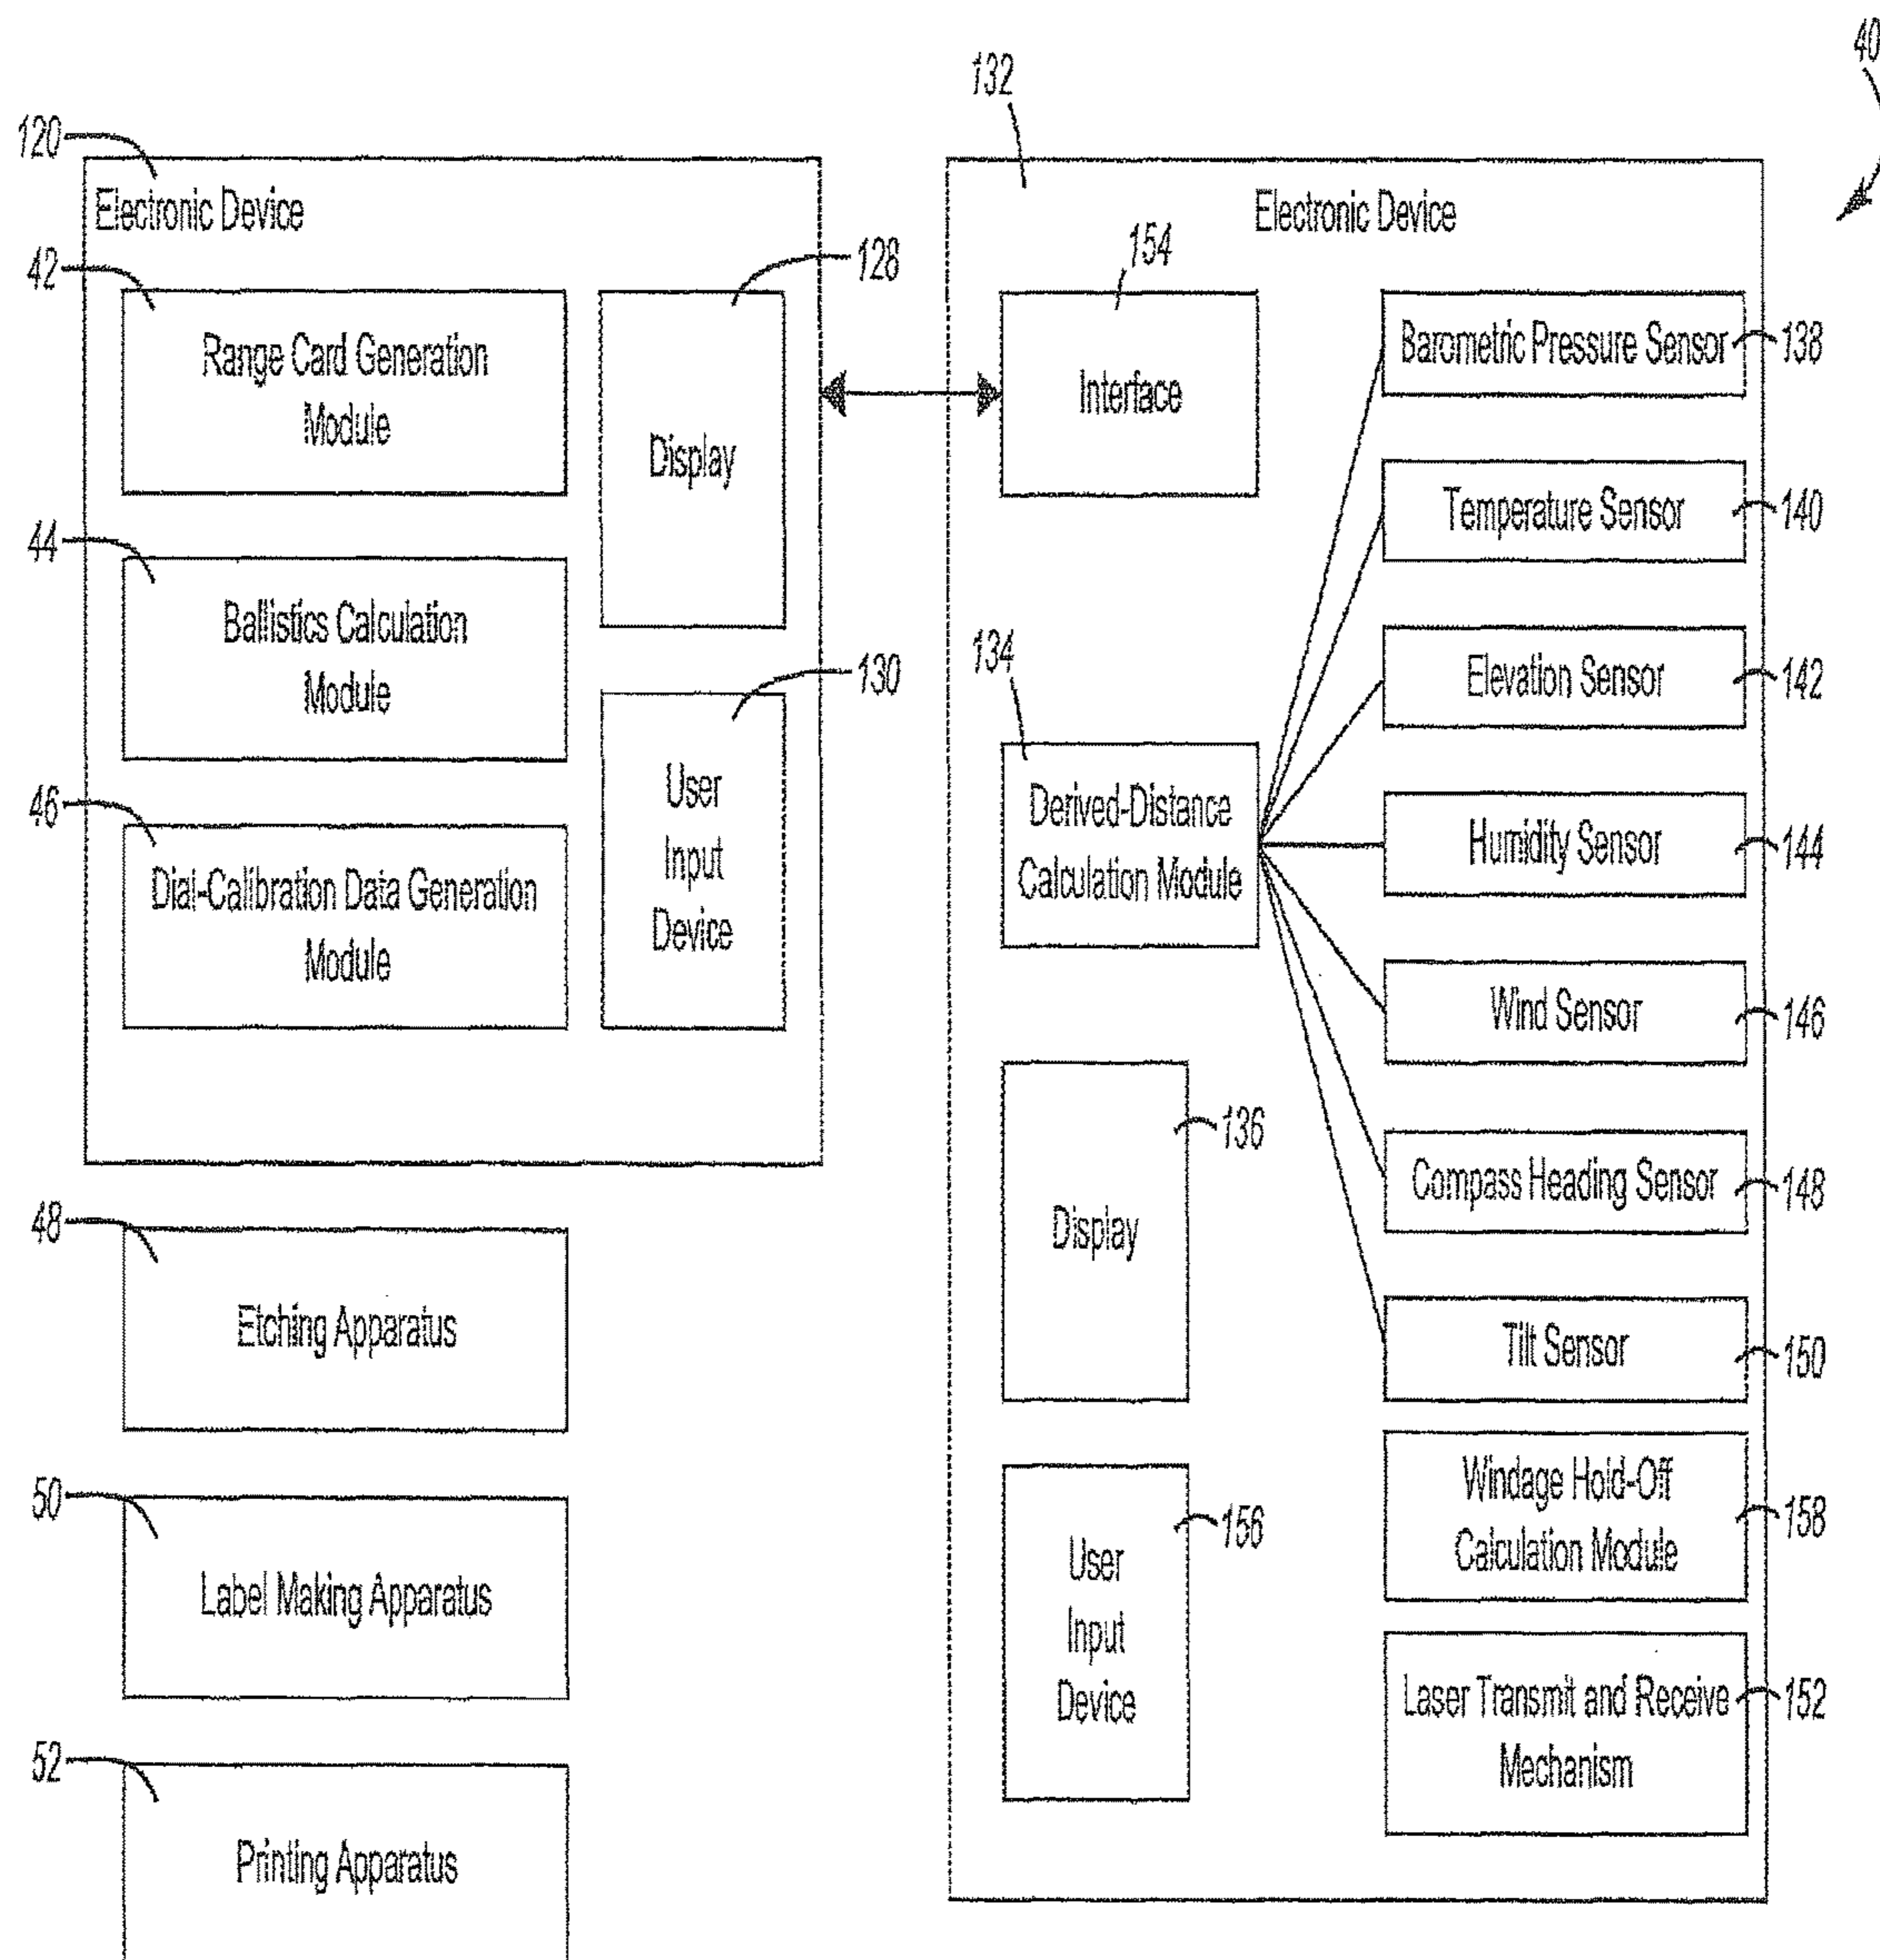 40
132
120
Electronic Device
42
Range Card Generation
Module
128
Display
44
Ballistics Calculation
Module
130
User
Input
Device
46
Dial-Calibration Data Generation
Module
48
Etching Apparatus
50
Label Making Apparatus
52
Printing Apparatus
Electronic Device
154
Interface
134
Derived-Distance
Calculation Module
136
Display
156
User
Input
Device
Barometric Pressure Sensor
138
Temperature Sensor
140
Elevation Sensor
142
Humidity Sensor
144
Wind Sensor
146
Compass Heading Sensor
148
Tilt Sensor
150
Windage Hold-Off
Calculation Module
158
Laser Transmit and Receive
Mechanism
152